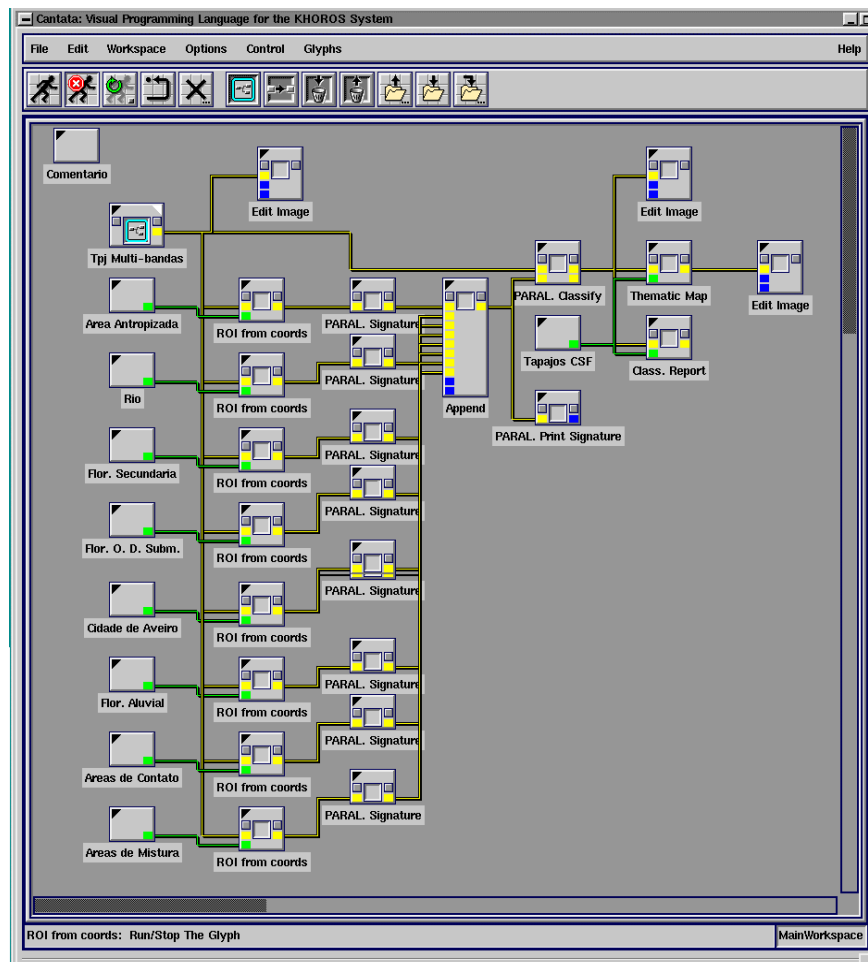 Cantata: Visual Programming Language for the KHOROS System
File Edit Workspace Options Control Glyphs Help
Comentario
Edit Image
Edit Image
Tpj Multi-bandas
PARAL. Classify
Thematic Map
Edit Image
Area Antropizada
ROI from coords
PARAL. Signature
Tapajos CSF
Class. Report
Rio
ROI from coords
PARAL. Signature
Append
PARAL. Print Signature
Flor. Secundaria
ROI from coords
PARAL. Signature
Flor. O. D. Subm.
ROI from coords
PARAL. Signature
Cidade de Aveiro
ROI from coords
PARAL. Signature
Flor. Aluvial
ROI from coords
PARAL. Signature
Areas de Contato
ROI from coords
PARAL. Signature
Areas de Mistura
ROI from coords
PARAL. Signature
ROI from coords: Run/Stop The Glyph
MainWorkspace